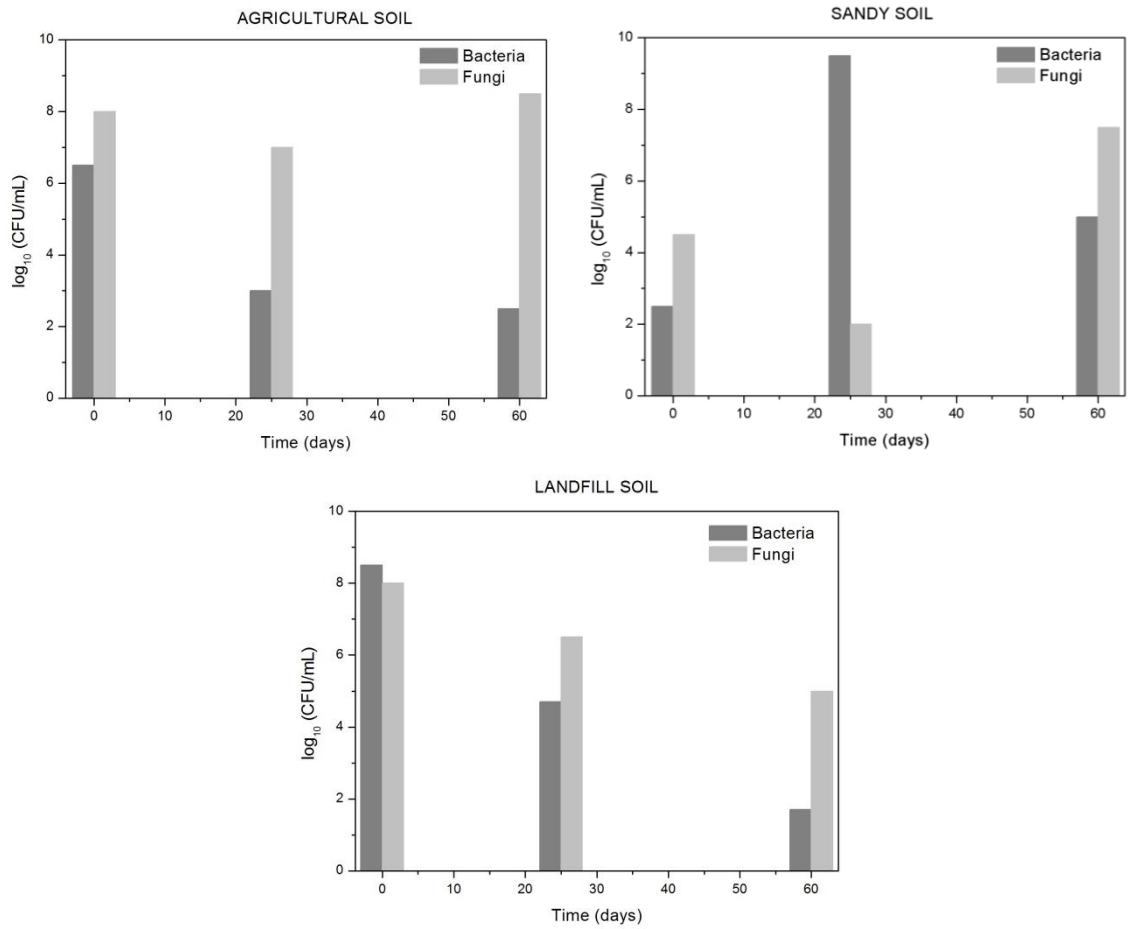 AGRICULTURAL SOIL
Bacteria
Fungi
10
8
6
4
2
0
log₁₀ (CFU/mL)
0 10 20 30 40 50 60
Time (days)
SANDY SOIL
Bacteria
Fungi
10
8
6
4
2
0
log₁₀ (CFU/mL)
0 10 20 30 40 50 60
Time (days)
LANDFILL SOIL
Bacteria
Fungi
10
8
6
4
2
0
log₁₀ (CFU/mL)
0 10 20 30 40 50 60
Time (days)